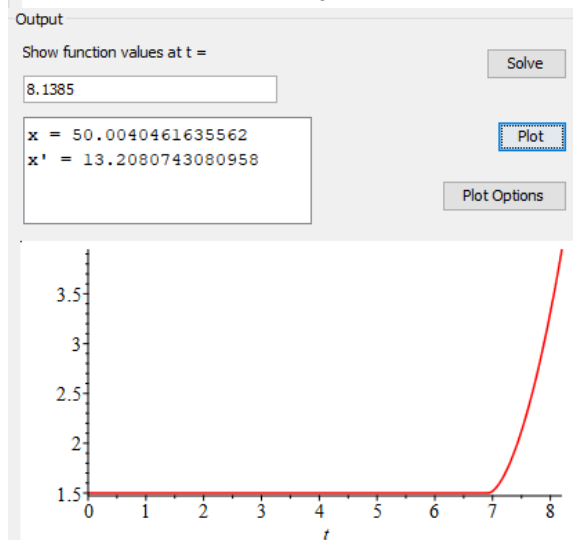 Output
Show function values at t =
Solve
8.1385
x = 50.0040461635562
x' = 13.2080743080958
Plot
Plot Options
3.5
3
2.5
2
1.5
0 1 2 3 4 5 6 7 8
t